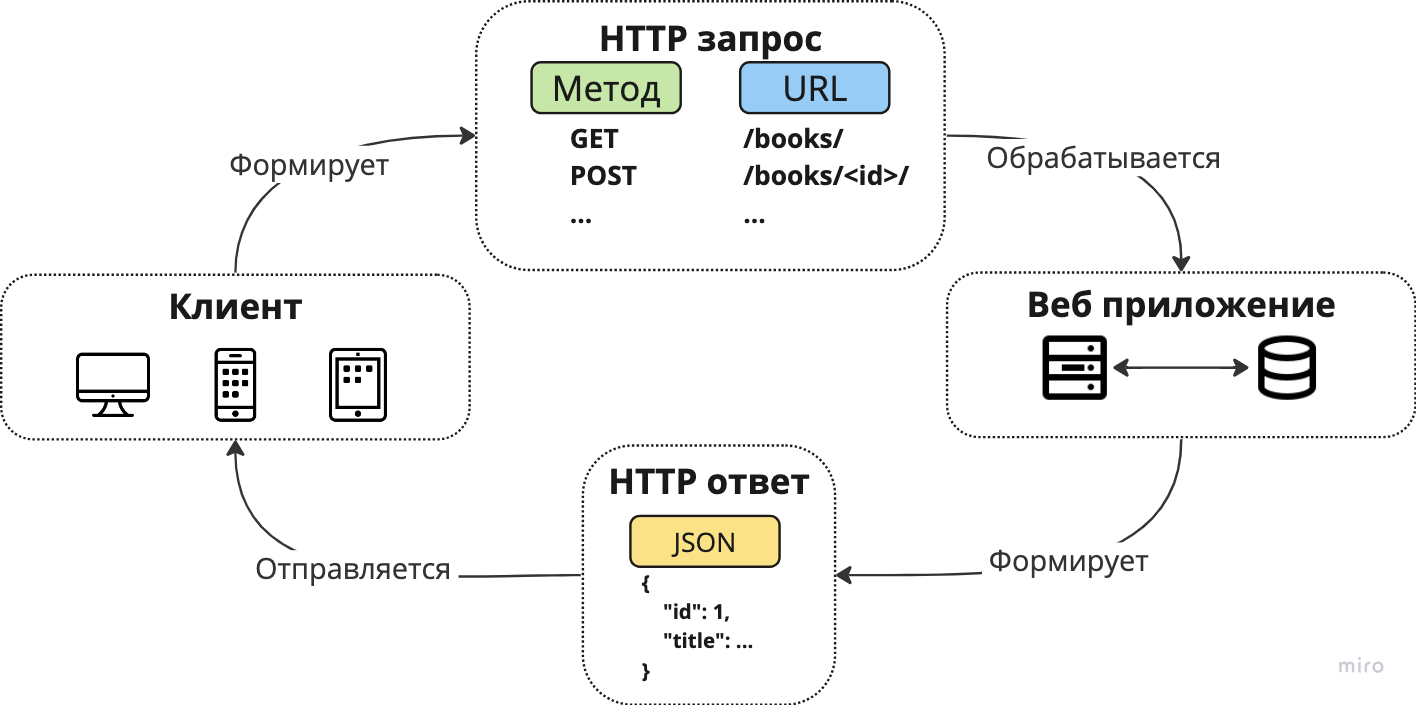 HTTP запрос
Метод
URL
GET
/books/
POST
/books/<id>/
...
...
Формирует
Обрабатывается
Клиент
Веб приложение
HTTP ответ
JSON
{
"id": 1,
"title": ...
}
Отправляется
Формирует
miro